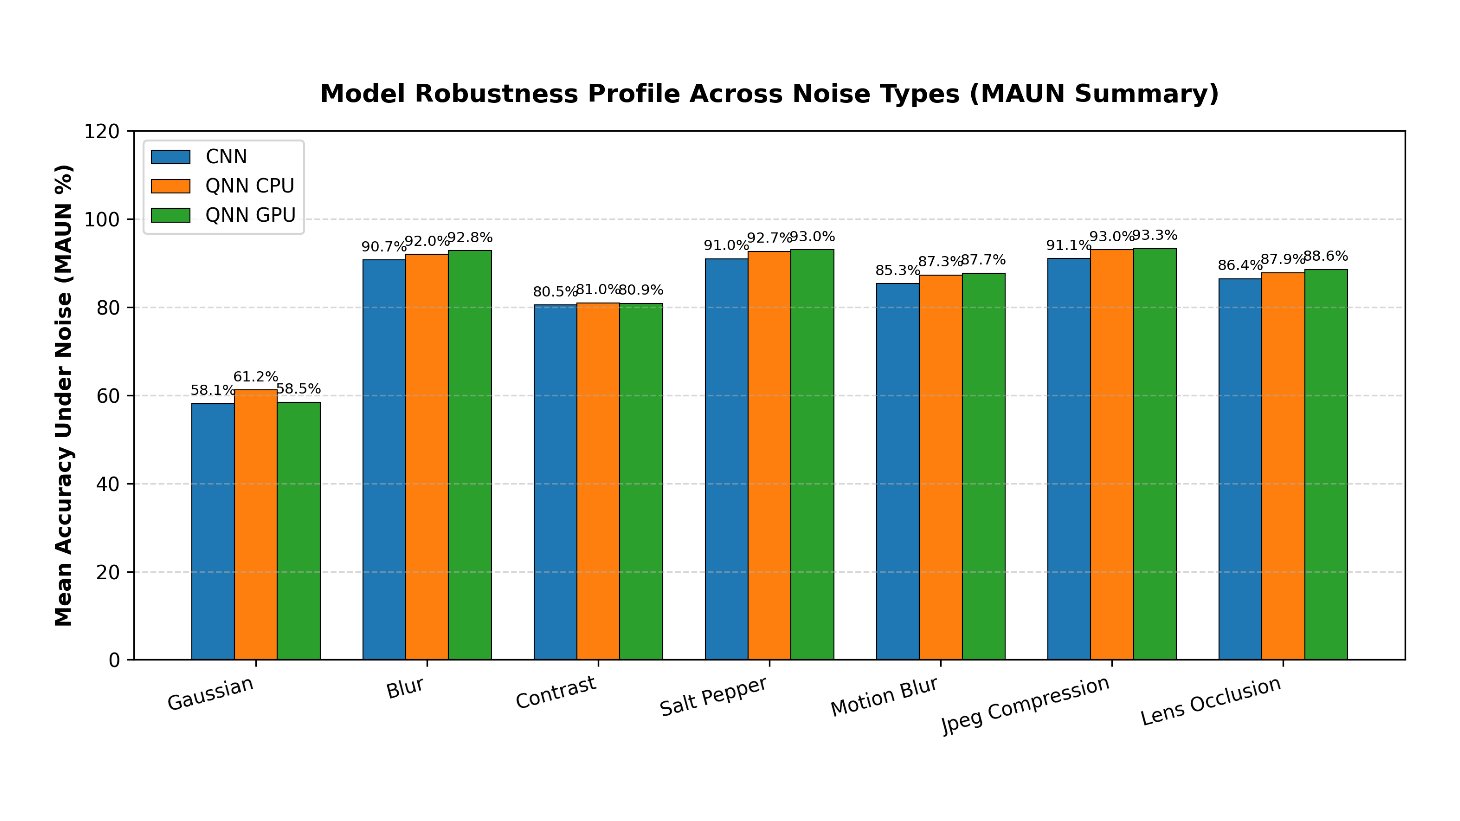 Model Robustness Profile Across Noise Types (MAUN Summary)
Mean Accuracy Under Noise (MAUN %)
120
100
80
60
40
20
0
CNN
QNN CPU
QNN GPU
58.1% 61.2% 58.5%
90.7% 92.0% 92.8%
80.5% 81.0% 80.9%
91.0% 92.7% 93.0%
85.3% 87.3% 87.7%
91.1% 93.0% 93.3%
86.4% 87.9% 88.6%
Gaussian
Blur
Contrast
Salt Pepper
Motion Blur
Jpeg Compression
Lens Occlusion